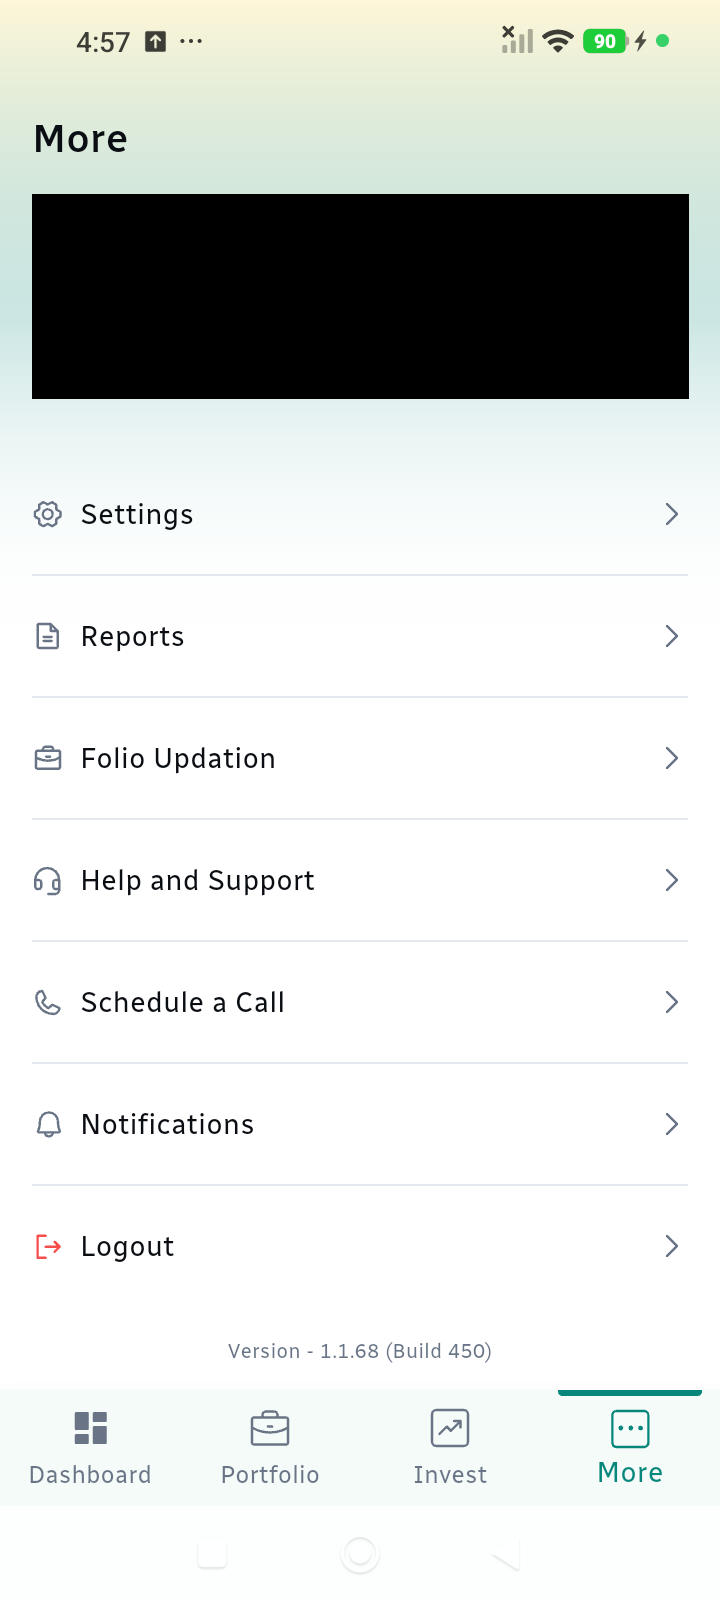 4:57
90
More
Settings
Reports
Folio Updation
Help and Support
Schedule a Call
Notifications
Logout
Version - 1.1.68 (Build 450)
Dashboard
Portfolio
Invest
More